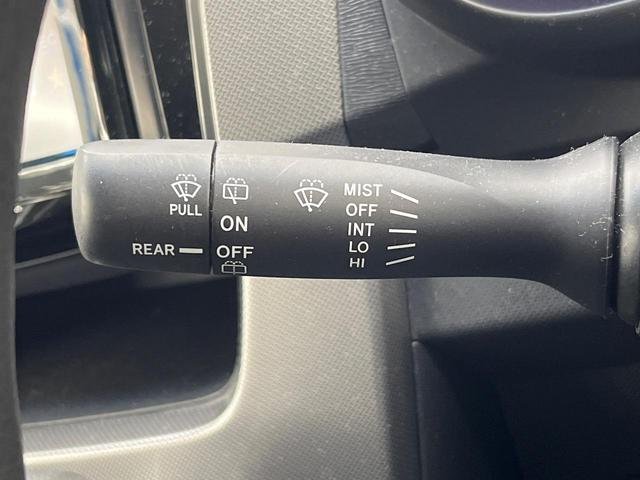 PULL
REAR
ON
OFF
MIST
OFF
INT
LO
HI